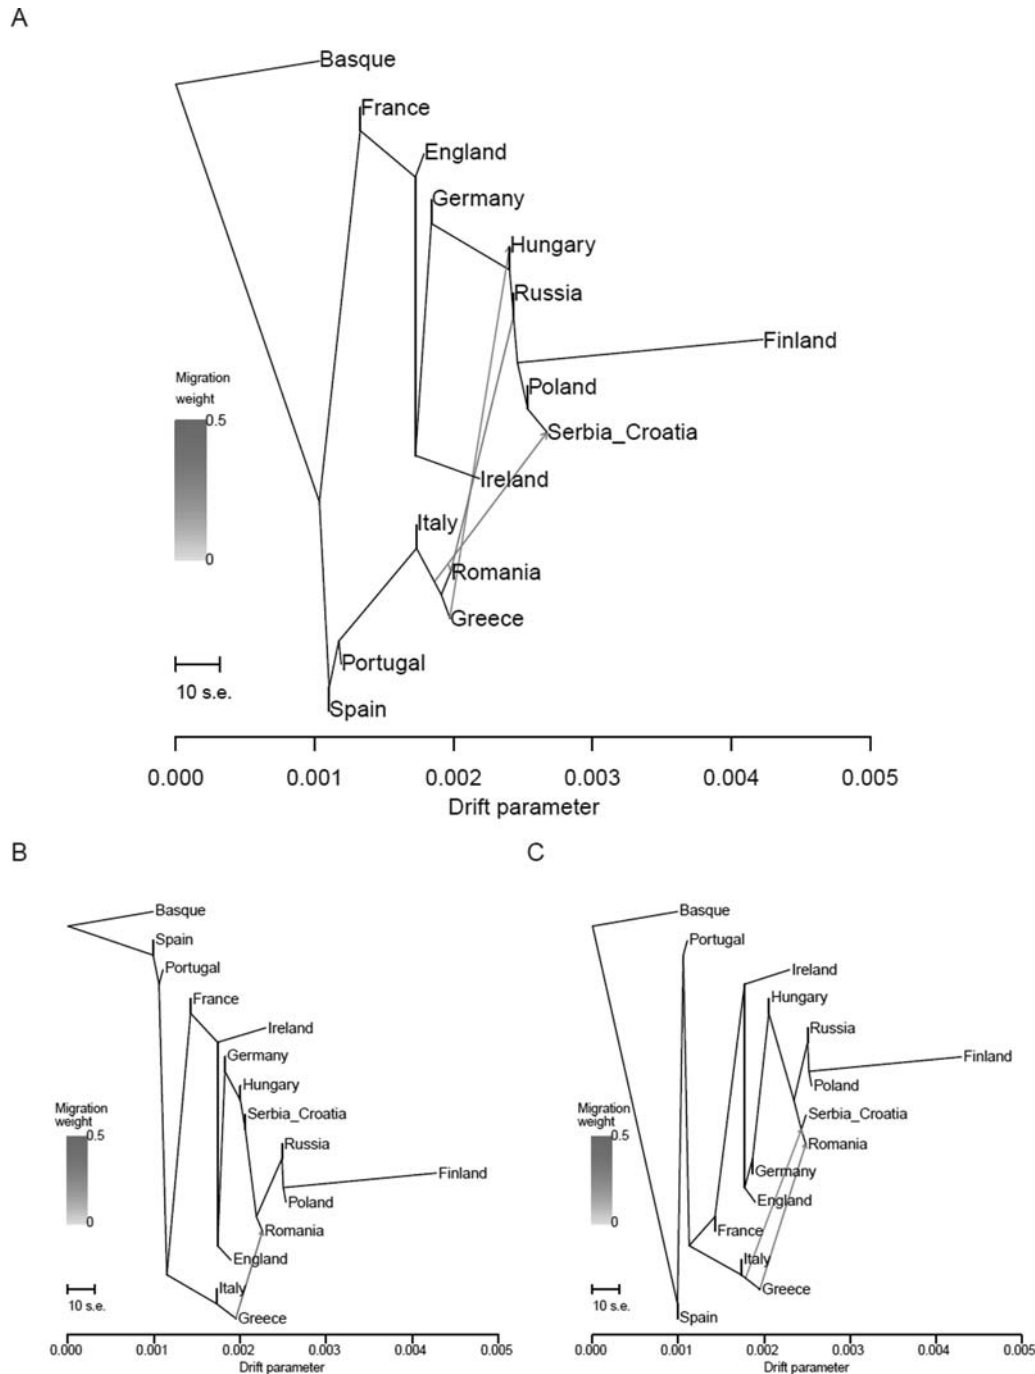 A
Basque
France
England
Germany
Hungary
Russia
Finland
Migration
weight
0.5
Poland
Serbia_Croatia
Ireland
Italy
0
Romania
Greece
Portugal
10 s.e.
Spain
0.000 0.001 0.002 0.003 0.004 0.005
Drift parameter
B
Basque
Spain
Portugal
France
Ireland
Germany
Hungary
Migration
weight
0.5
Serbia_Croatia
Russia
Finland
Poland
0
Romania
England
Italy
10 s.e.
Greece
0.000 0.001 0.002 0.003 0.004 0.005
Drift parameter
C
Basque
Portugal
Ireland
Hungary
Russia
Finland
Poland
Migration
weight
0.5
Serbia_Croatia
Romania
Germany
England
0
France
Italy
10 s.e.
Greece
Spain
0.000 0.001 0.002 0.003 0.004 0.005
Drift parameter